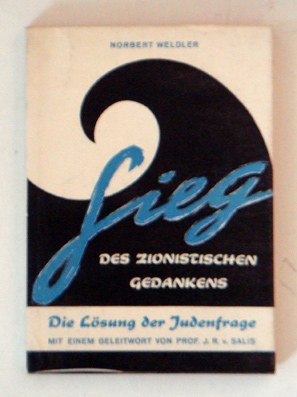 NORBERT WELDLER
Sieg
DES ZIONISTISCHEN
GEDANKENS
Die Lösung der Judenfrage
MIT EINEM GELEITWORT VON PROF. J. R. v. SALIS